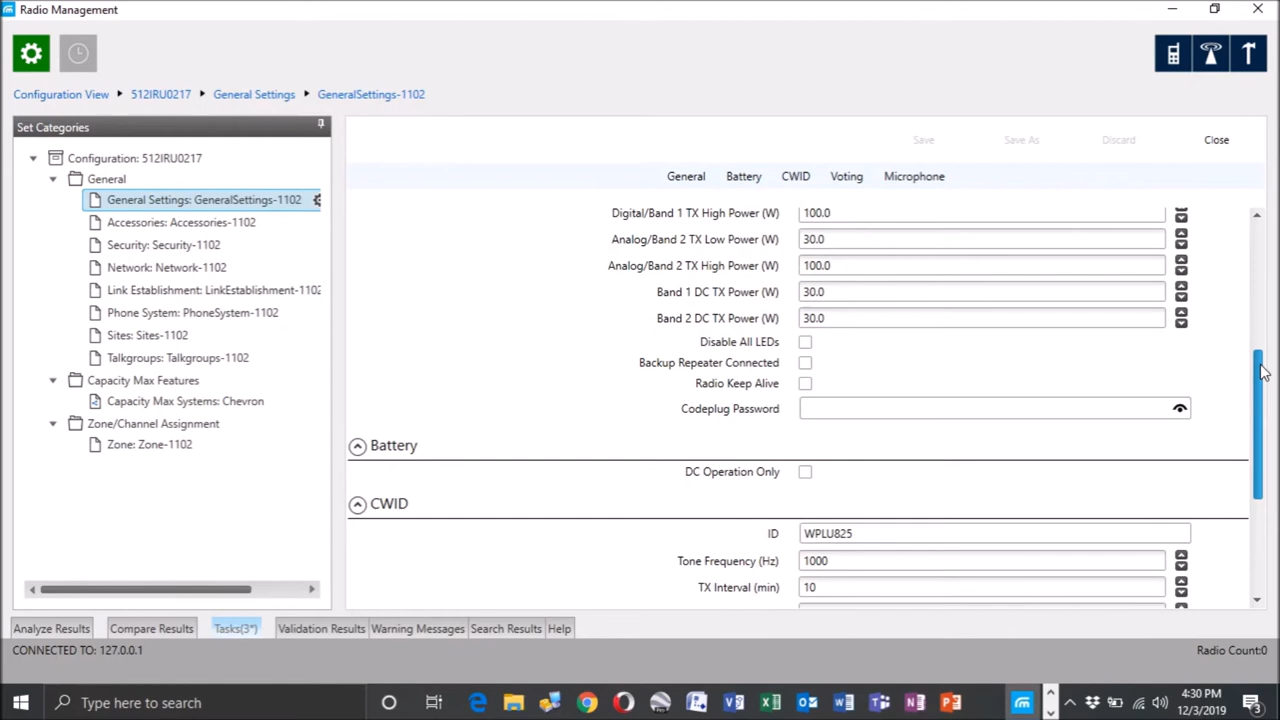 Radio Management
Configuration View
512IRU0217
General Settings
GeneralSettings-1102
Set Categories
Configuration: 512IRU0217
General
General Settings: GeneralSettings-1102
Accessories: Accessories-1102
Security: Security-1102
Network: Network-1102
Link Establishment: LinkEstablishment-1102
Phone System: PhoneSystem-1102
Sites: Sites-1102
Talkgroups: Talkgroups-1102
Capacity Max Features
Capacity Max Systems: Chevron
Zone/Channel Assignment
Zone: Zone-1102
Save Save As Discard Close
General Battery CWID Voting Microphone
Digital/Band 1 TX High Power (W) 100.0
Analog/Band 2 TX Low Power (W) 30.0
Analog/Band 2 TX High Power (W) 100.0
Band 1 DC TX Power (W) 30.0
Band 2 DC TX Power (W) 30.0
Disable All LEDs
Backup Repeater Connected
Radio Keep Alive
Codeplug Password
Battery
DC Operation Only
CWID
ID WPLU825
Tone Frequency (Hz) 1000
TX Interval (min) 10
Analyze Results Compare Results Tasks(3*) Validation Results Warning Messages Search Results Help
CONNECTED TO: 127.0.0.1 Radio Count:0
Type here to search
4:30 PM
12/3/2019
3